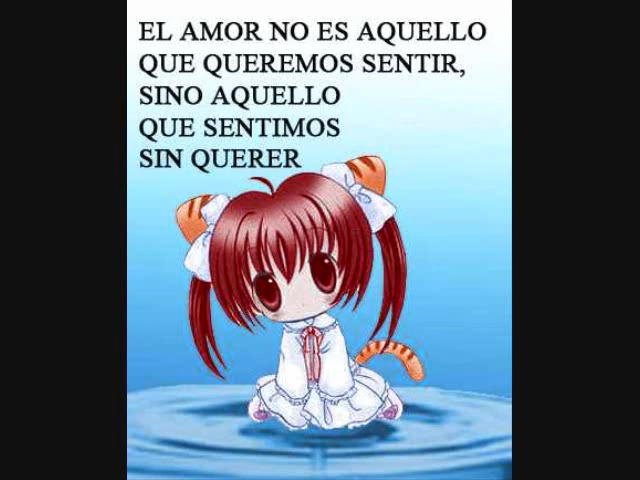 EL AMOR NO ES AQUELLO
QUE QUEREMOS SENTIR,
SINO AQUELLO
QUE SENTIMOS
SIN QUERER